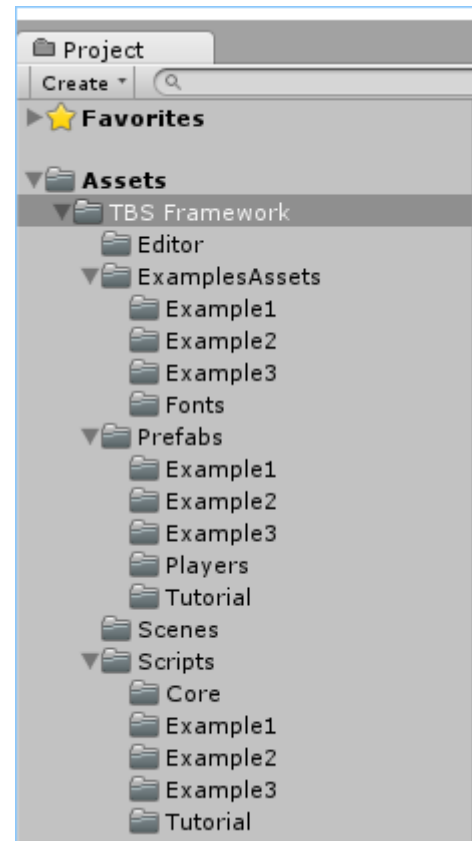 Project
Create
Favorites
Assets
TBS Framework
Editor
ExamplesAssets
Example1
Example2
Example3
Fonts
Prefabs
Example1
Example2
Example3
Players
Tutorial
Scenes
Scripts
Core
Example1
Example2
Example3
Tutorial